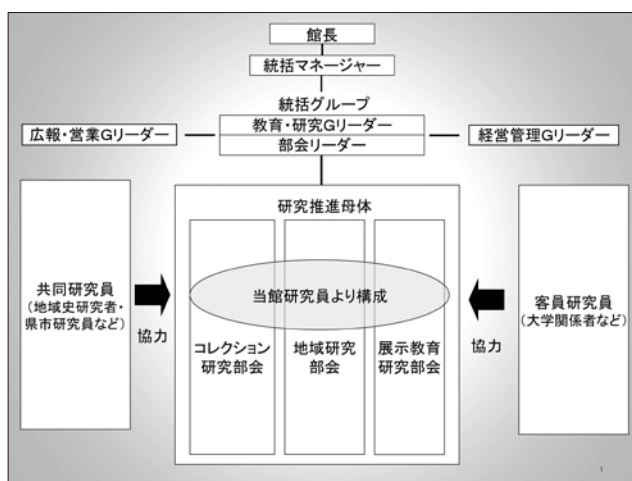 館長
統括マネージャー
統括グループ
広報・営業Gリーダー
教育・研究Gリーダー
部会リーダー
経営管理Gリーダー
研究推進母体
共同研究員
（地域史研究者・
県市研究員など）
協力
当館研究員より構成
コレクション
研究部会
地域研究
部会
展示教育
研究部会
協力
客員研究員
（大学関係者など）
1